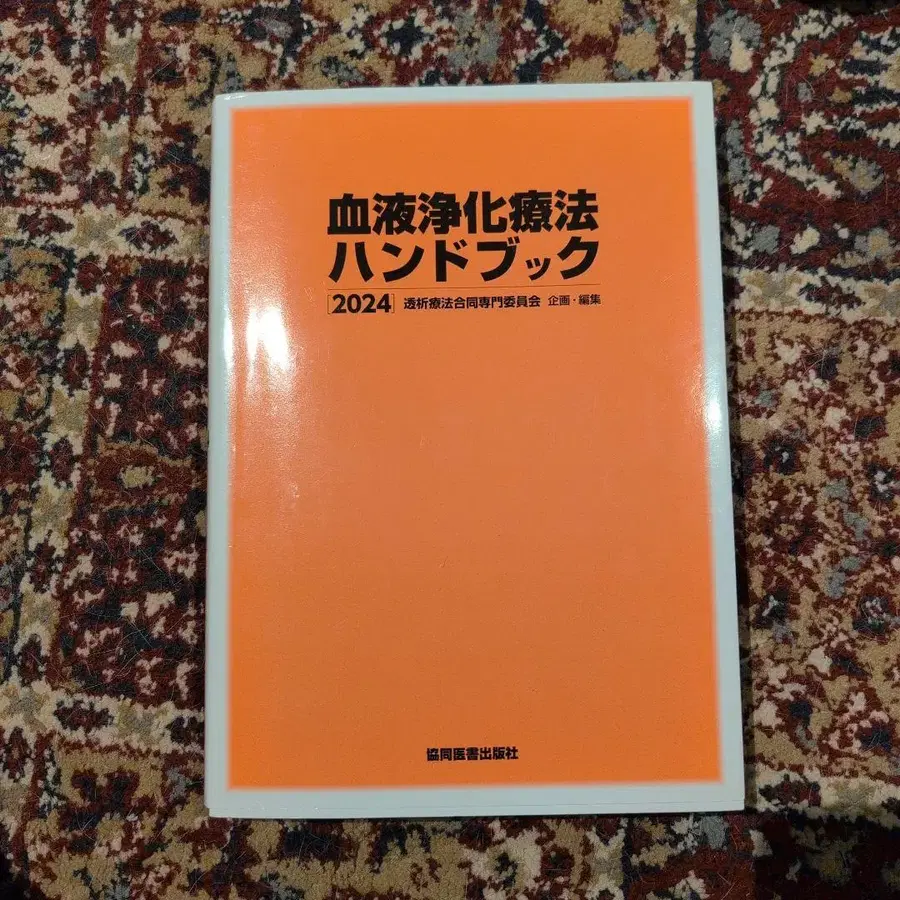 血液浄化療法
ハンドブック
[2024] 透析療法合同専門委員会 企画・編集
協同医書出版社